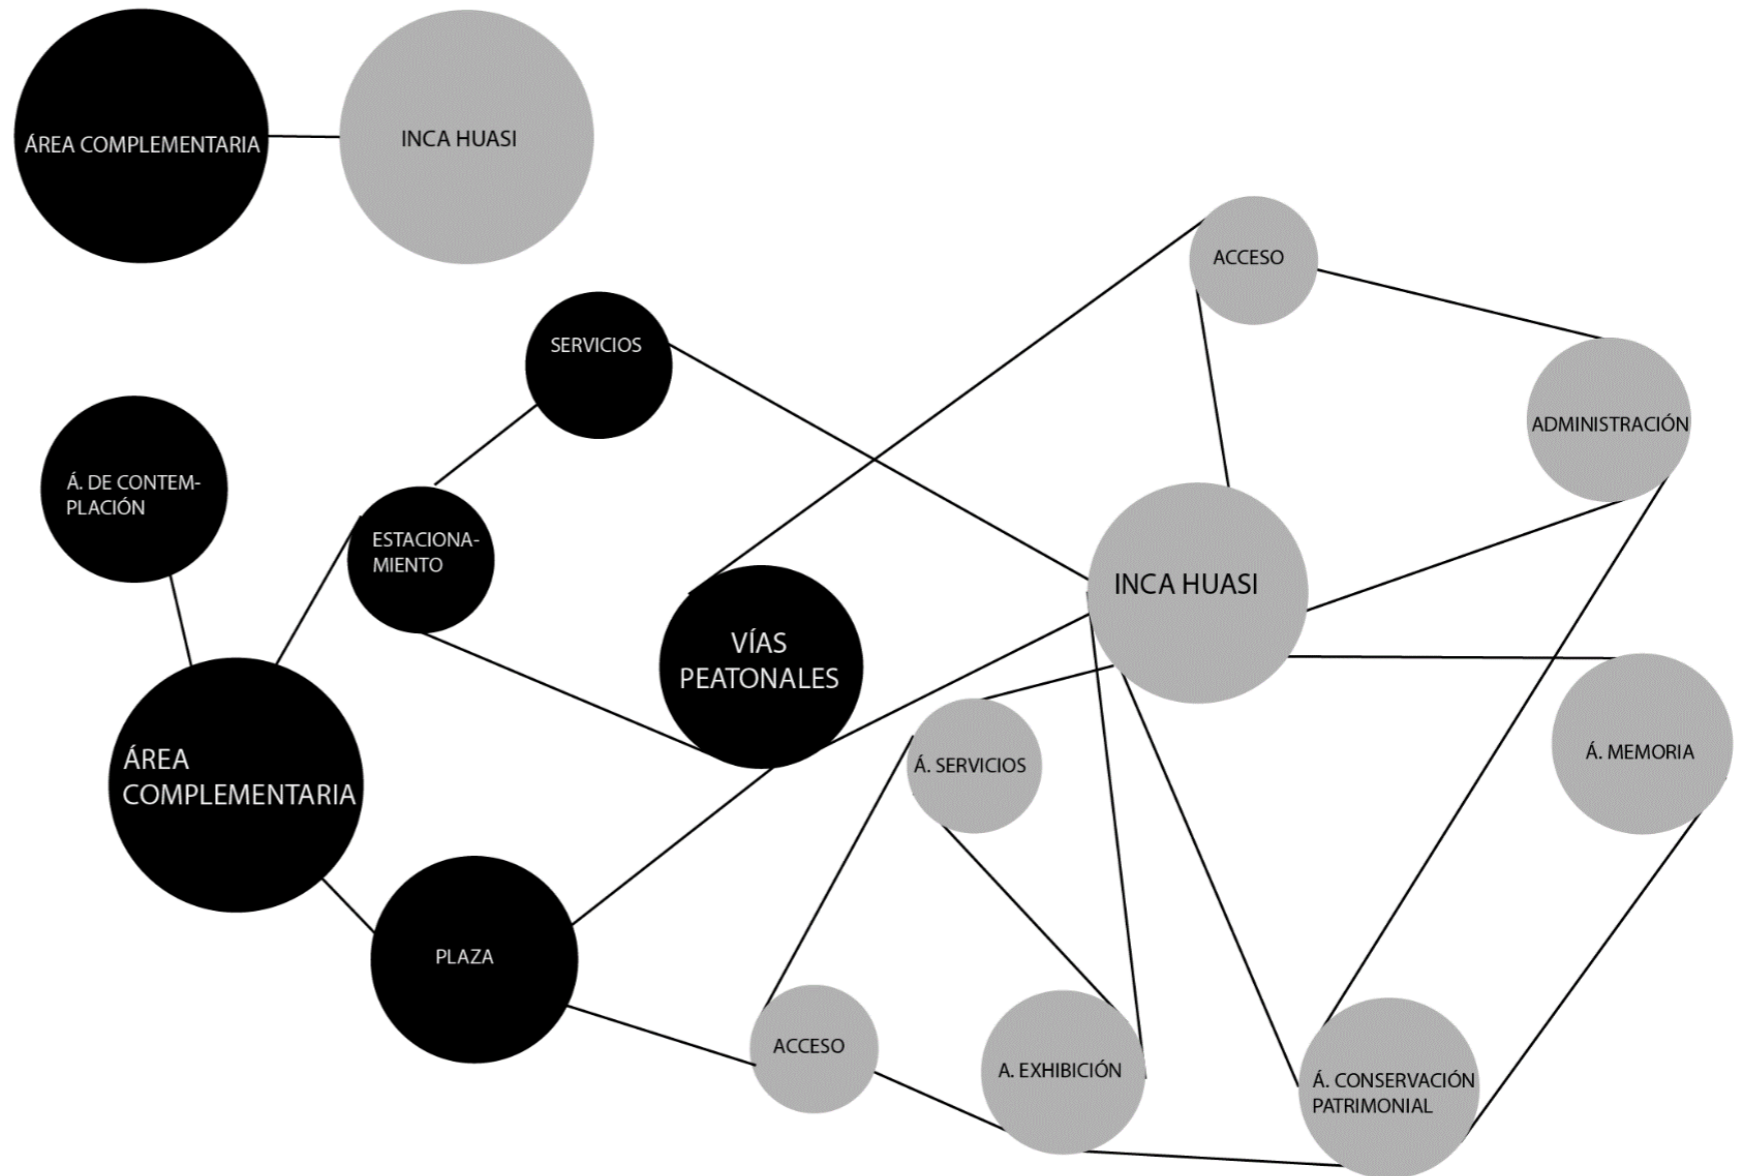 ÁREA COMPLEMENTARIA
INCA HUASI
ACCESO
SERVICIOS
ADMINISTRACIÓN
Á. DE CONTEM-
PLACIÓN
ESTACIONA-
MIENTO
INCA HUASI
VÍAS
PEATONALES
ÁREA
COMPLEMENTARIA
Á. SERVICIOS
Á. MEMORIA
PLAZA
ACCESO
A. EXHIBICIÓN
Á. CONSERVACIÓN
PATRIMONIAL